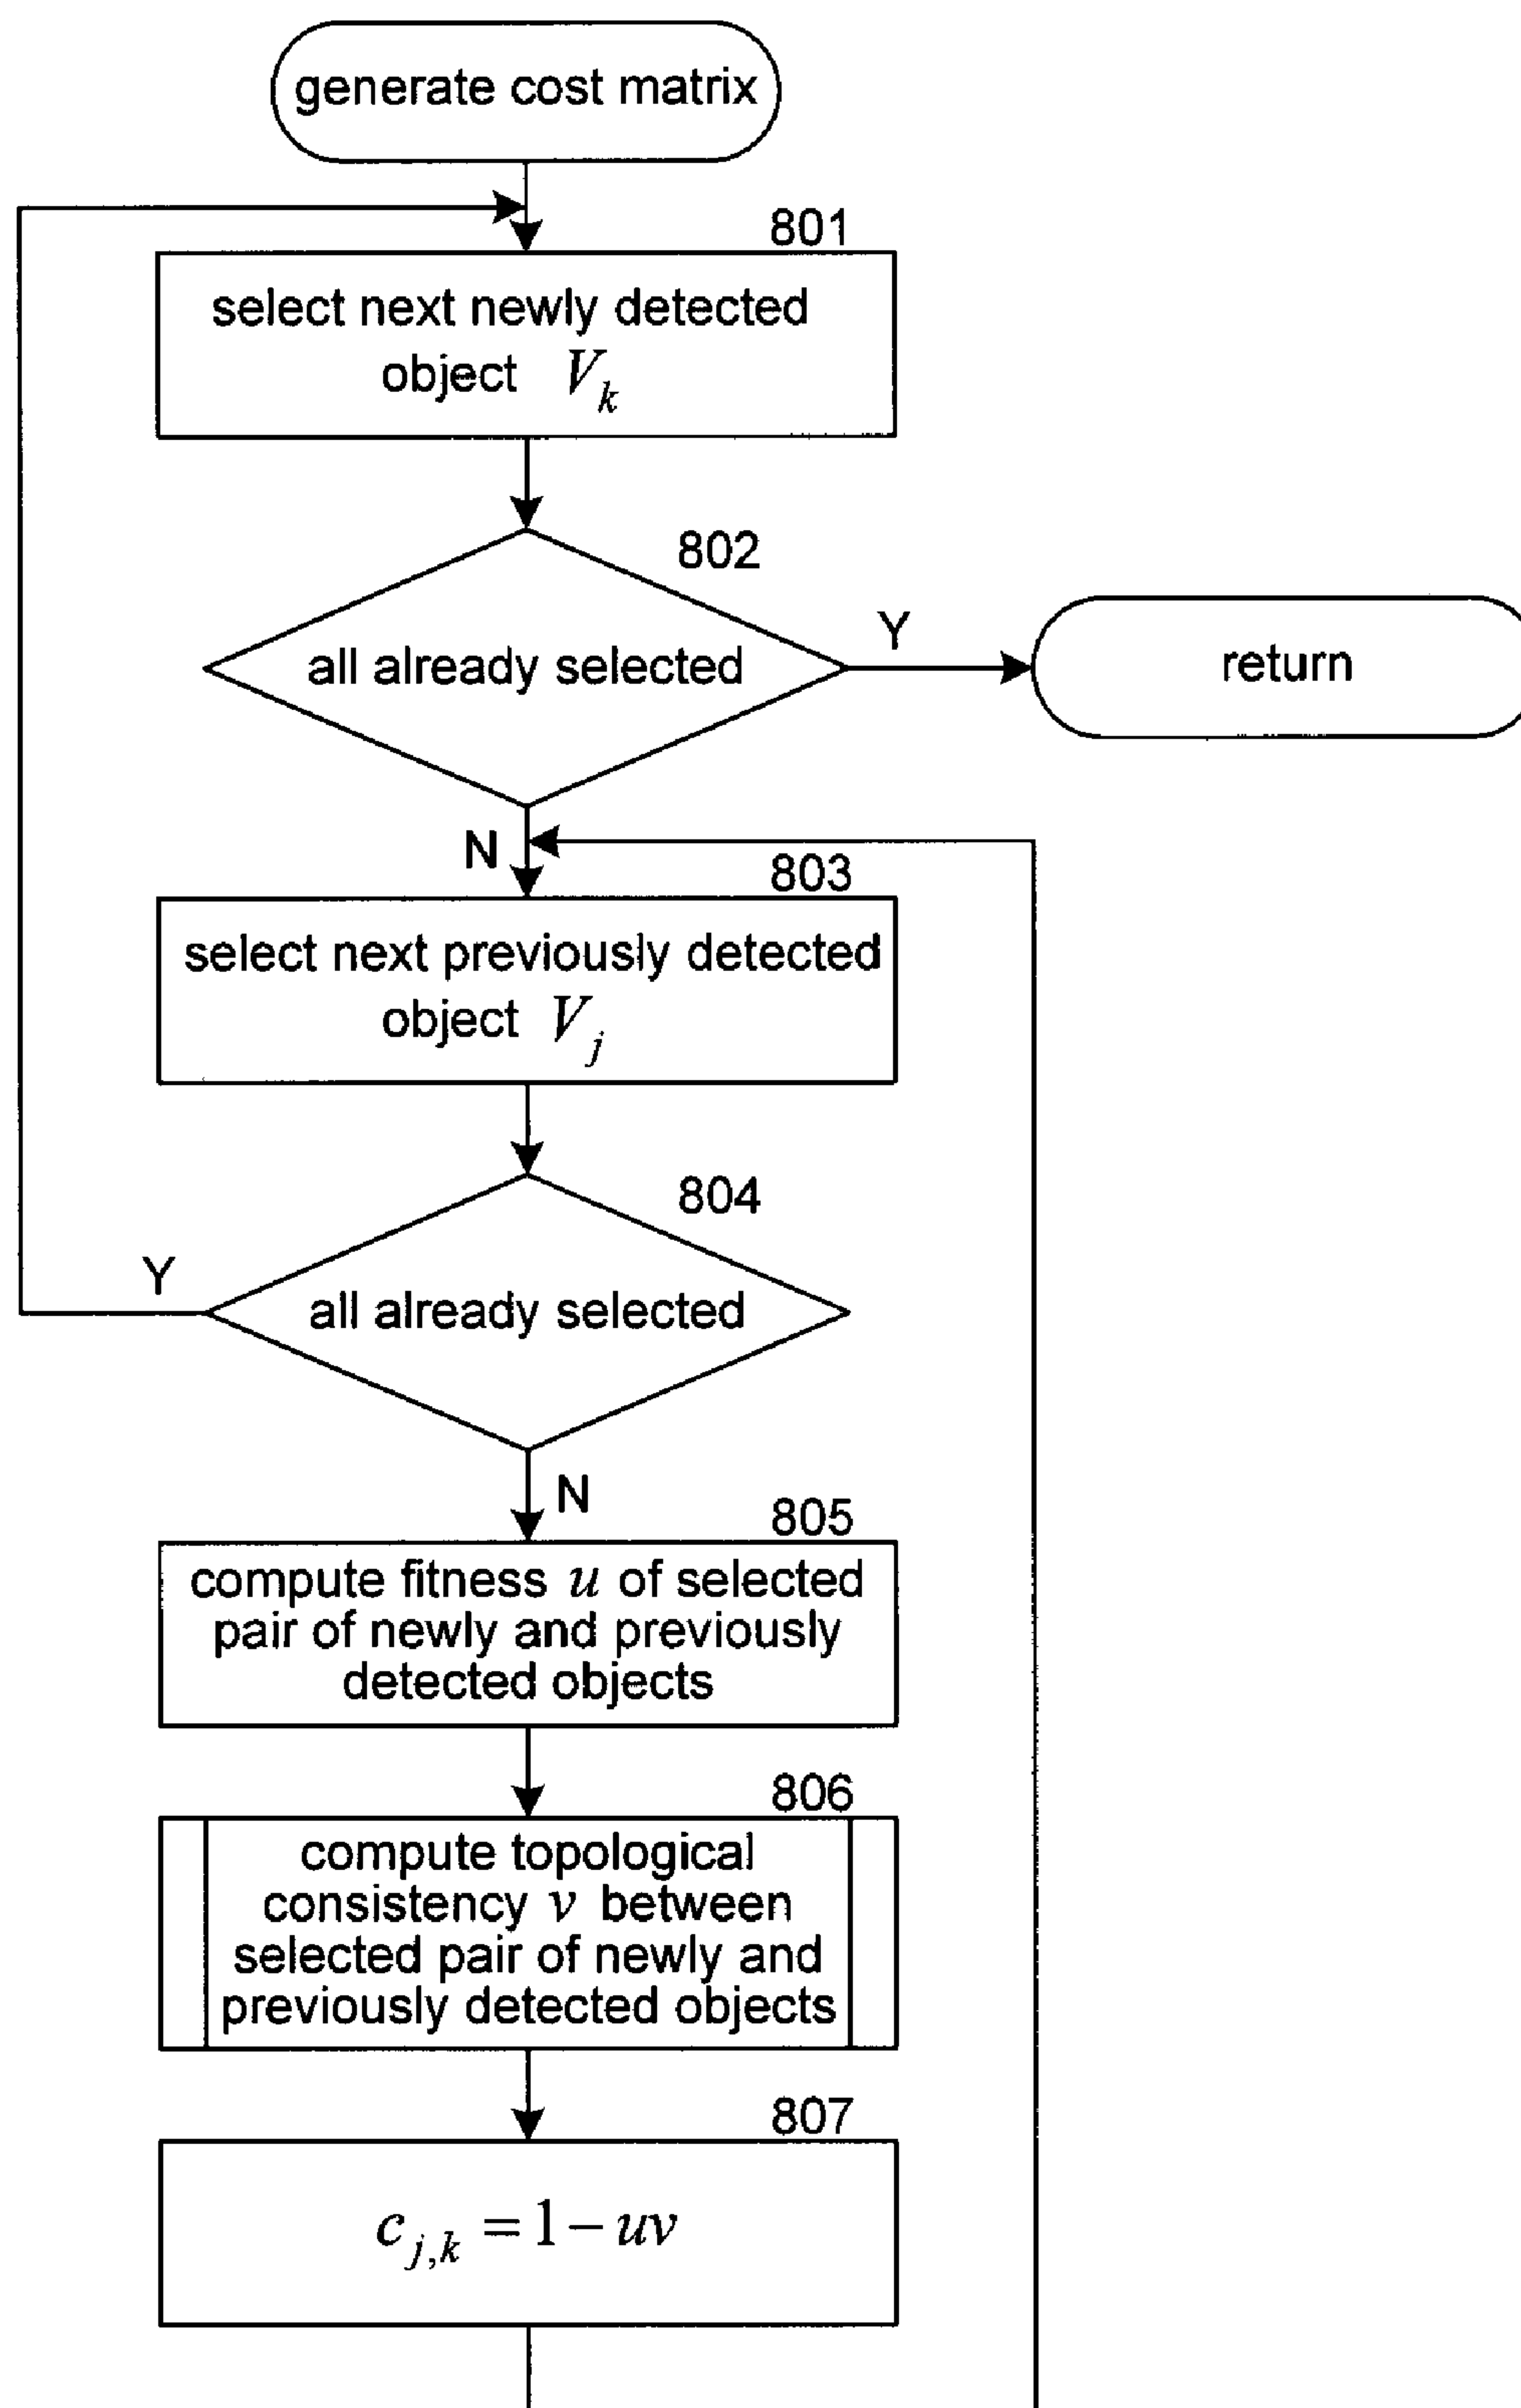 generate cost matrix
801
select next newly detected
object V_k
802
all already selected
Y
return
N
803
select next previously detected
object V_j
804
all already selected
Y
N
805
compute fitness u of selected
pair of newly and previously
detected objects
806
compute topological
consistency v between
selected pair of newly and
previously detected objects
807
c_{j,k} = 1 - uv